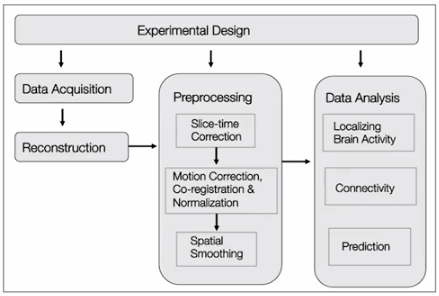 Experimental Design
Data Acquisition
Reconstruction
Preprocessing
Slice-time
Correction
Motion Correction,
Co-registration &
Normalization
Spatial
Smoothing
Data Analysis
Localizing
Brain Activity
Connectivity
Prediction